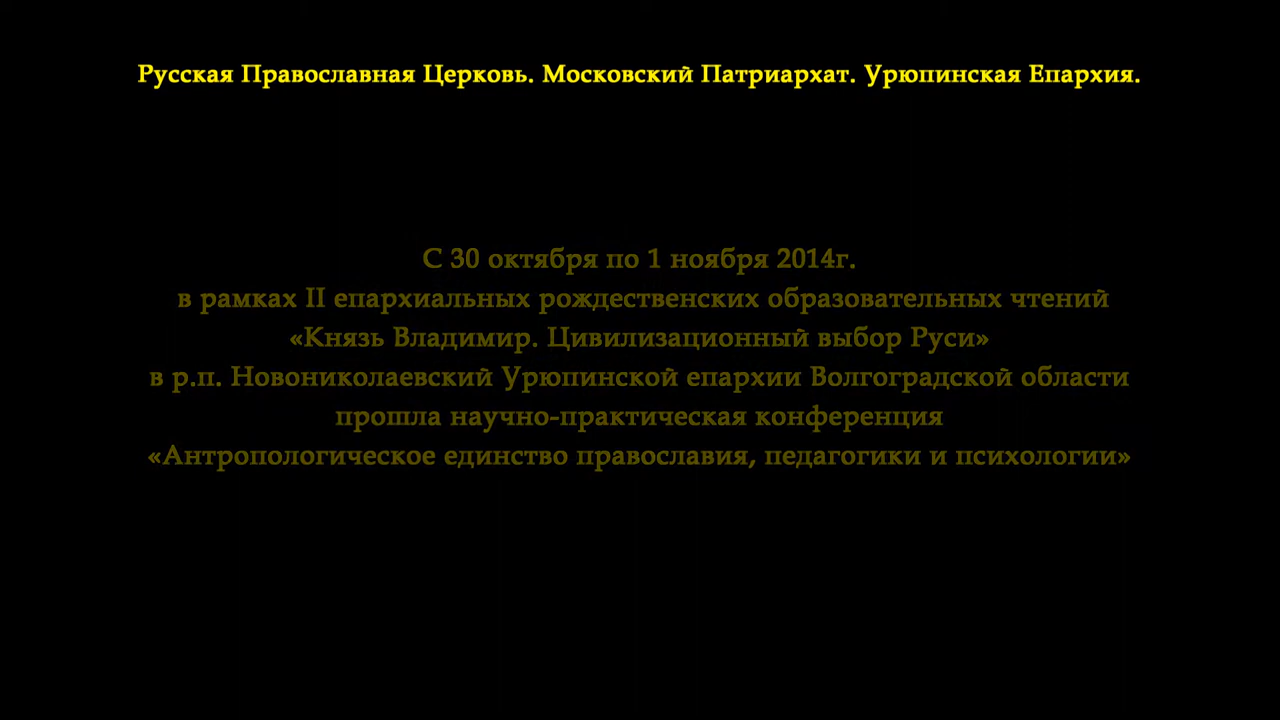 Русская Православная Церковь. Московский Патриархат. Урюпинская Епархия.
С 30 октября по 1 ноября 2014г.
в рамках II епархиальных рождественских образовательных чтений
«Князь Владимир. Цивилизационный выбор Руси»
в р.п. Новониколаевский Урюпинской епархии Волгоградской области
прошла научно-практическая конференция
«Антропологическое единство православия, педагогики и психологии»